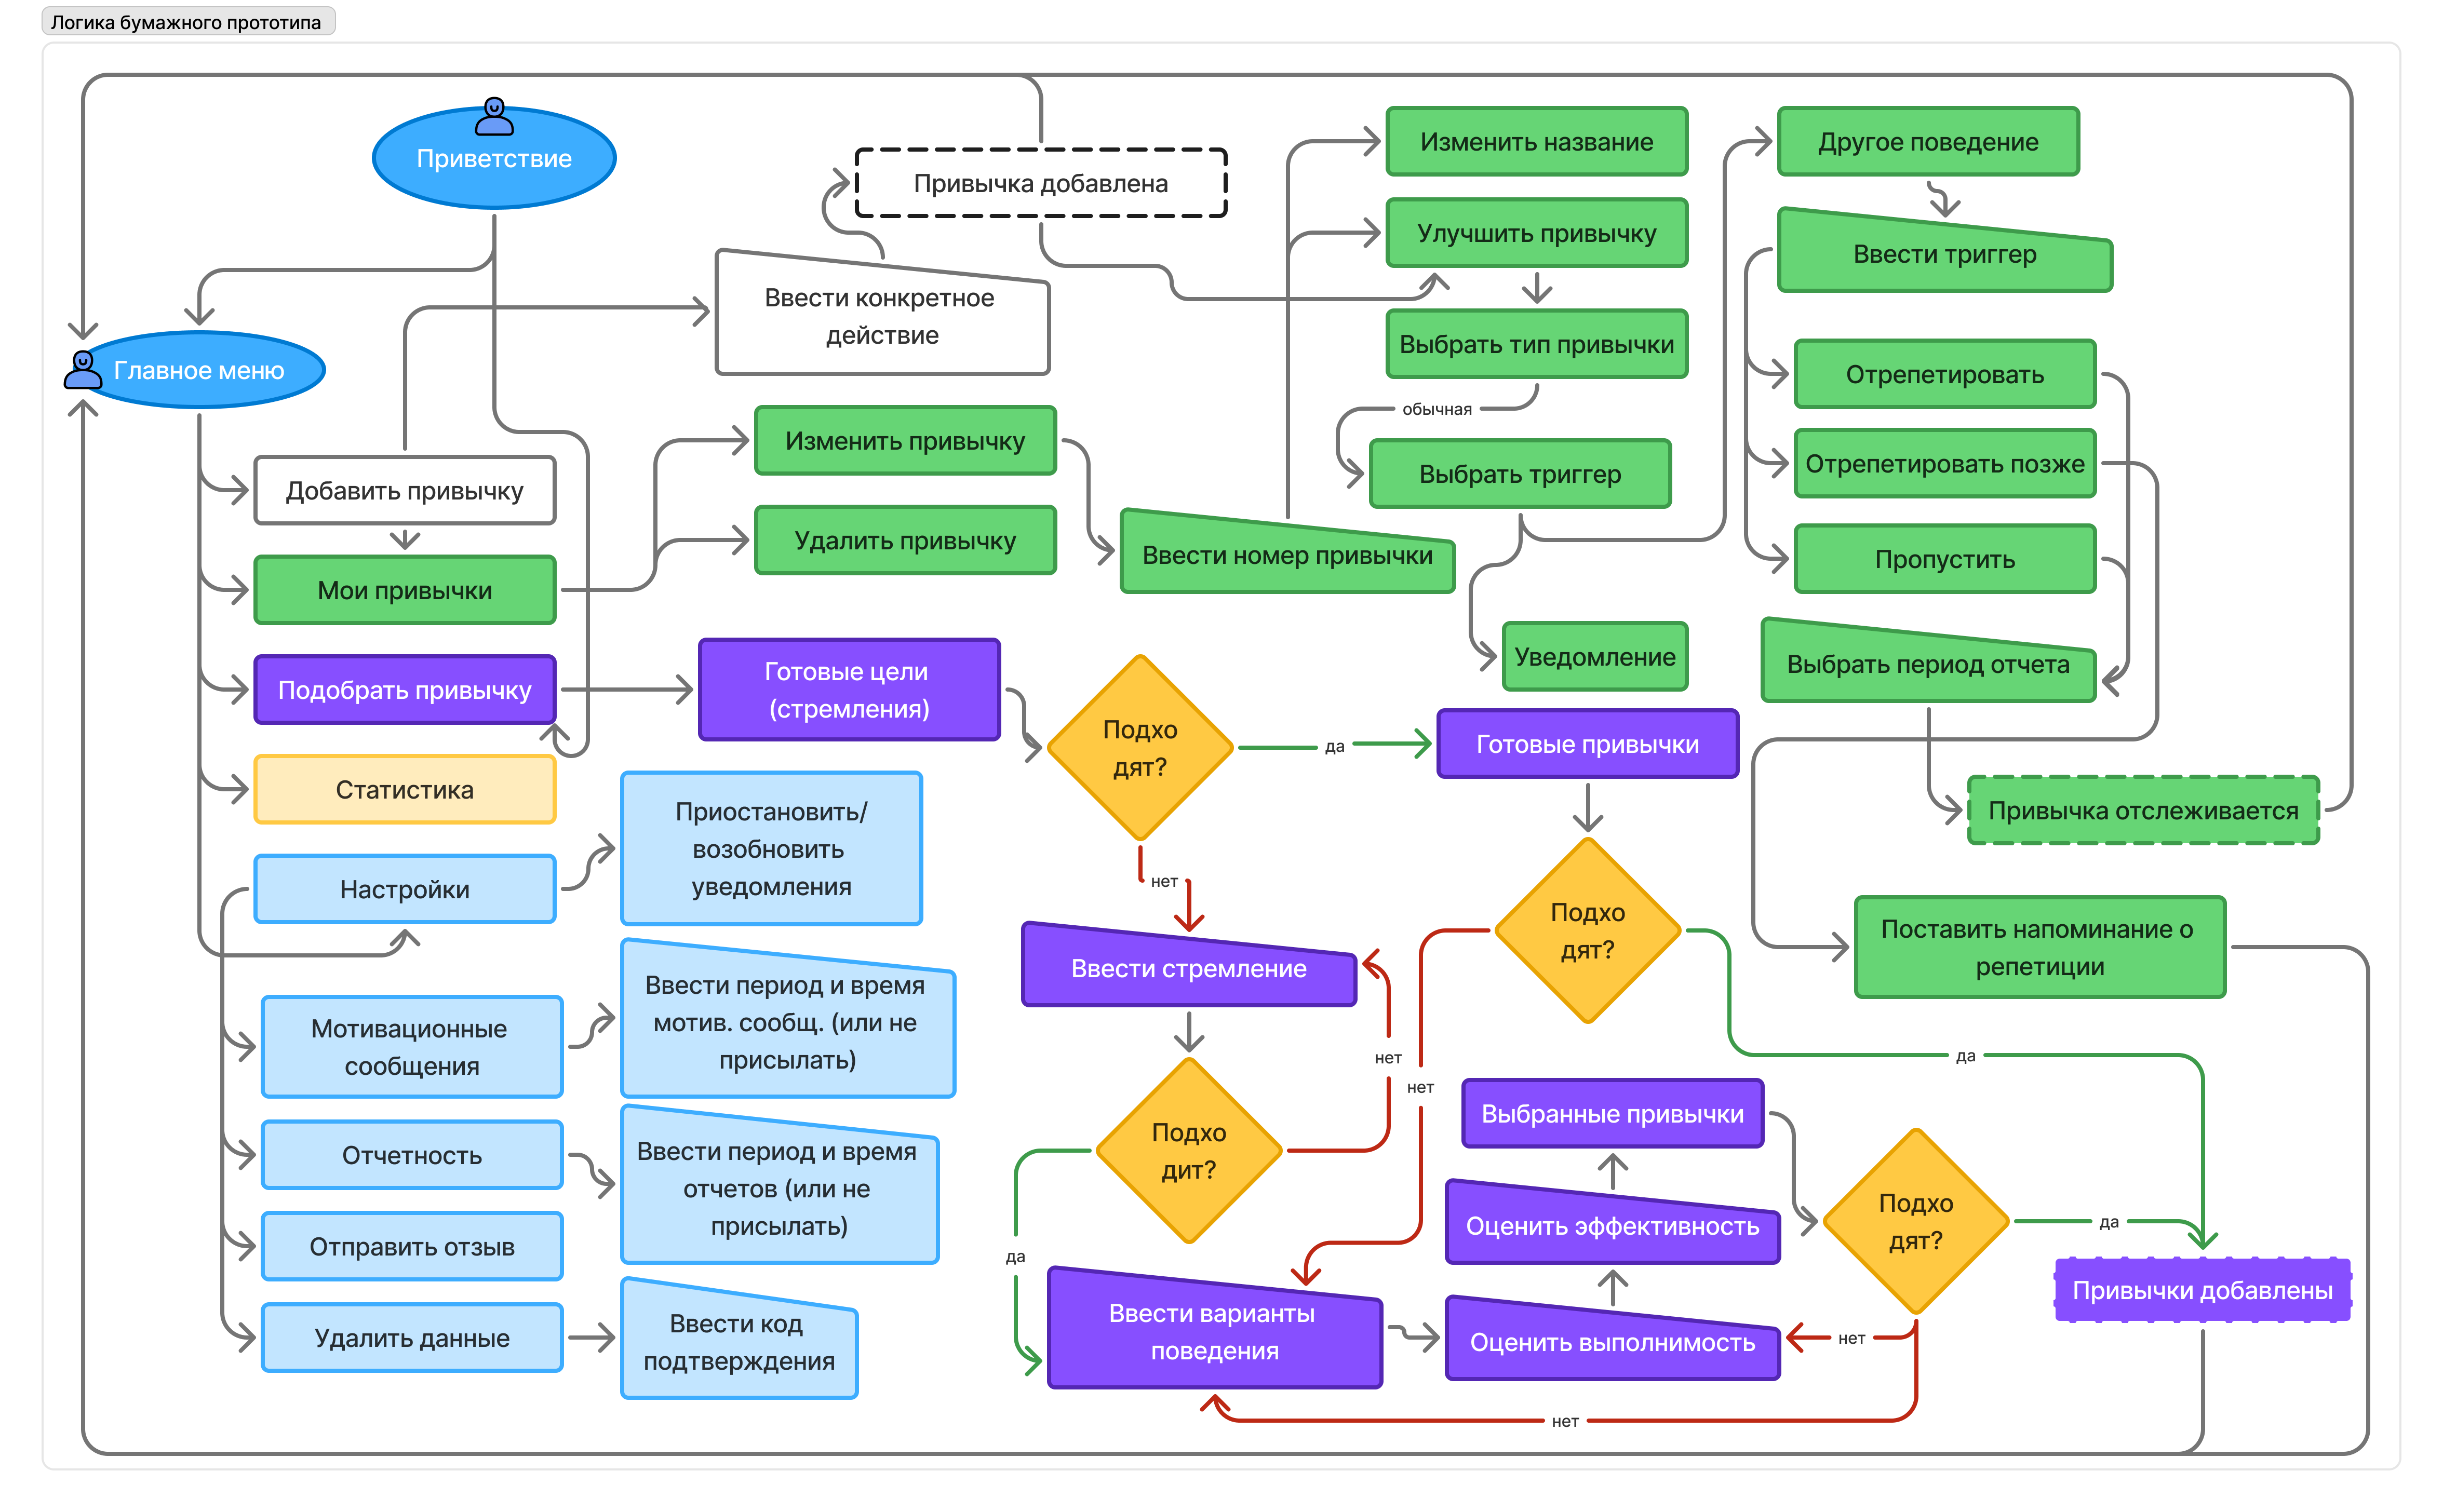 Логика бумажного прототипа
Приветствие
Привычка добавлена
Изменить название
Другое поведение
Улучшить привычку
Ввести триггер
Ввести конкретное
действие
Главное меню
Выбрать тип привычки
обычная
Отрепетировать
Изменить привычку
Выбрать триггер
Отрепетировать позже
Добавить привычку
Удалить привычку
Ввести номер привычки
Пропустить
Мои привычки
Уведомление
Выбрать период отчета
Подобрать привычку
Готовые цели
(стремления)
Подхо
дят?
да
Готовые привычки
Статистика
Привычка отслеживается
Приостановить/
возобновить
уведомления
Настройки
нет
Подхо
дят?
Поставить напоминание о
репетиции
Ввести стремление
Ввести период и время
мотив. сообщ. (или не
присылать)
Мотивационные
сообщения
нет
нет
да
Выбранные привычки
Подхо
дит?
Ввести период и время
отчетов (или не
присылать)
Отчетность
Оценить эффективность
Подхо
дят?
да
Отправить отзыв
да
Привычки добавлены
Ввести варианты
поведения
Оценить выполнимость
нет
Удалить данные
Ввести код
подтверждения
нет